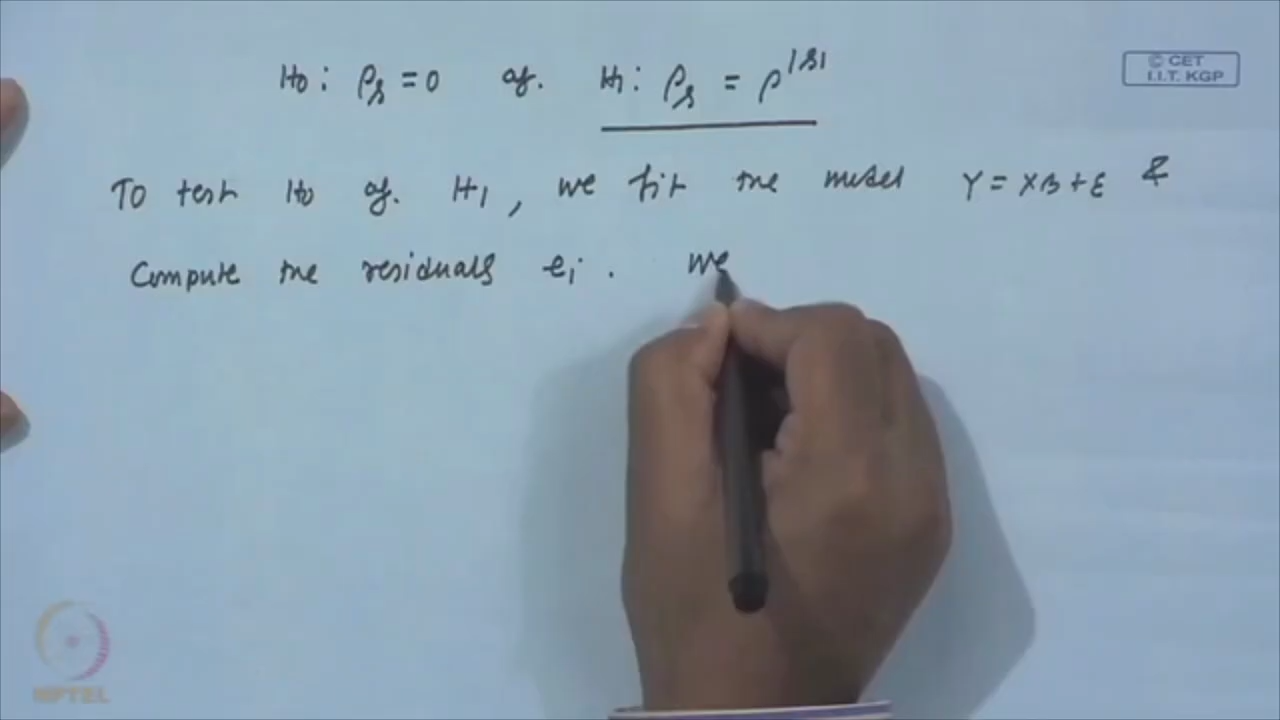 H0 : ρs = 0 ag. H1 : ρs = ρ^|s|
© CET
I.I.T. KGP
To test H0 ag. H1 , we fit the model Y = Xβ + ε &
Compute the residuals ei . We
NPTEL